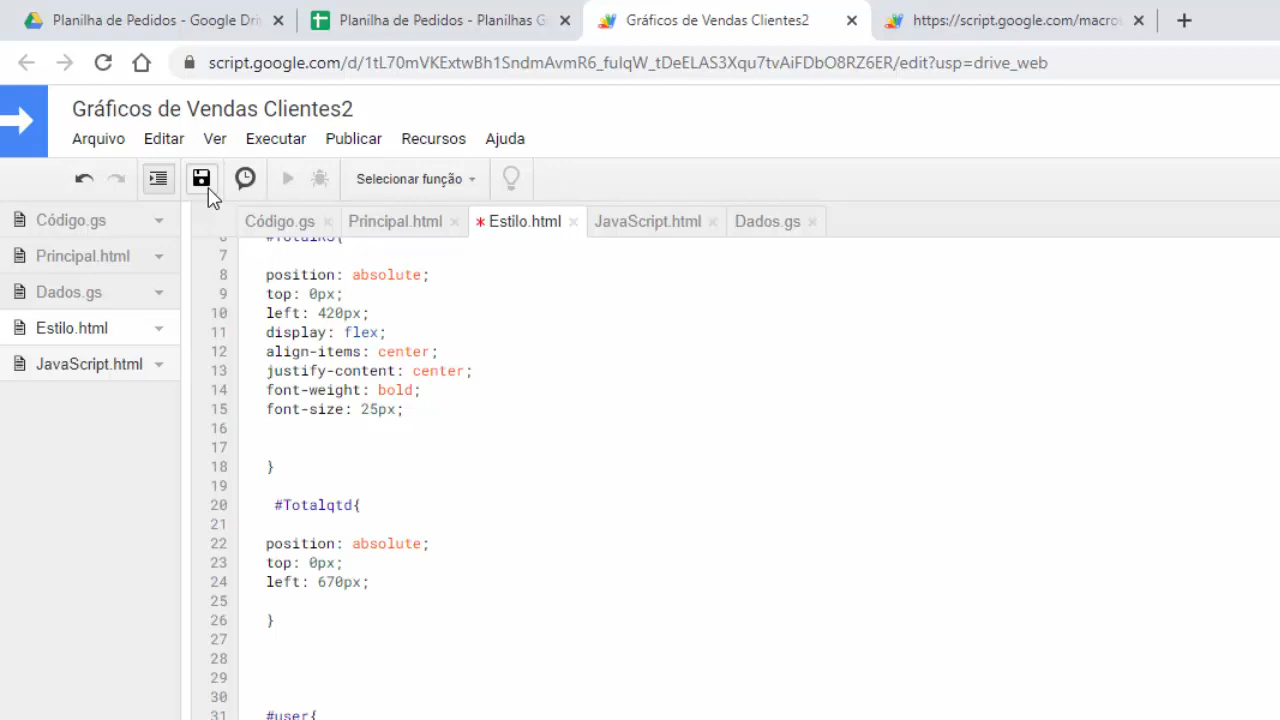 Planilha de Pedidos - Google Dri
Planilha de Pedidos - Planilhas G
Gráficos de Vendas Clientes2
https://script.google.com/macro
script.google.com/d/1tL70mVKExtwBh1SndmAvmR6_fuIqW_tDeELAS3Xqu7tvAiFDbO8RZ6ER/edit?usp=drive_web
Gráficos de Vendas Clientes2
Arquivo Editar Ver Executar Publicar Recursos Ajuda
Selecionar função
Código.gs
Principal.html
Dados.gs
Estilo.html
JavaScript.html
Código.gs Principal.html * Estilo.html JavaScript.html Dados.gs
6 #TotalRS{
7
8 position: absolute;
9 top: 0px;
10 left: 420px;
11 display: flex;
12 align-items: center;
13 justify-content: center;
14 font-weight: bold;
15 font-size: 25px;
16
17
18 }
19
20 #Totalqtd{
21
22 position: absolute;
23 top: 0px;
24 left: 670px;
25
26 }
27
28
29
30
31 #user{